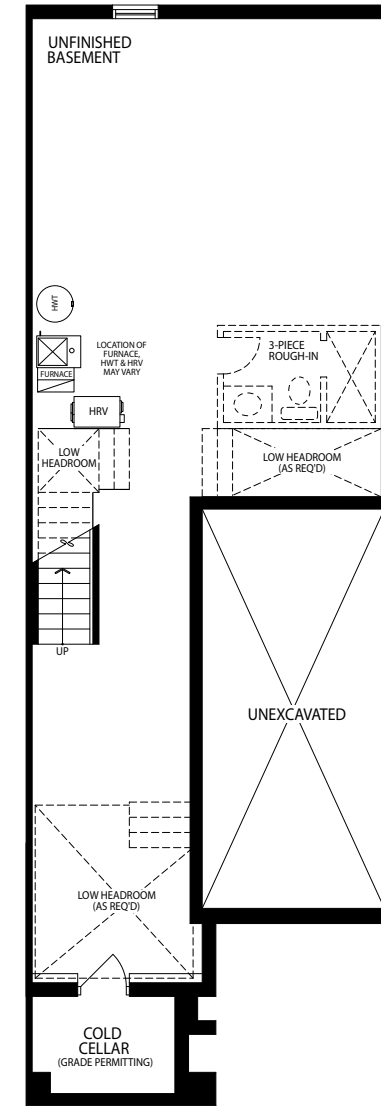 UNFINISHED
BASEMENT
HWT
LOCATION OF
FURNACE,
HWT & HRV
MAY VARY
FURNACE
HRV
3-PIECE
ROUGH-IN
LOW
HEADROOM
LOW HEADROOM
(AS REQ'D)
UP
UNEXCAVATED
LOW HEADROOM
(AS REQ'D)
COLD
CELLAR
(GRADE PERMITTING)